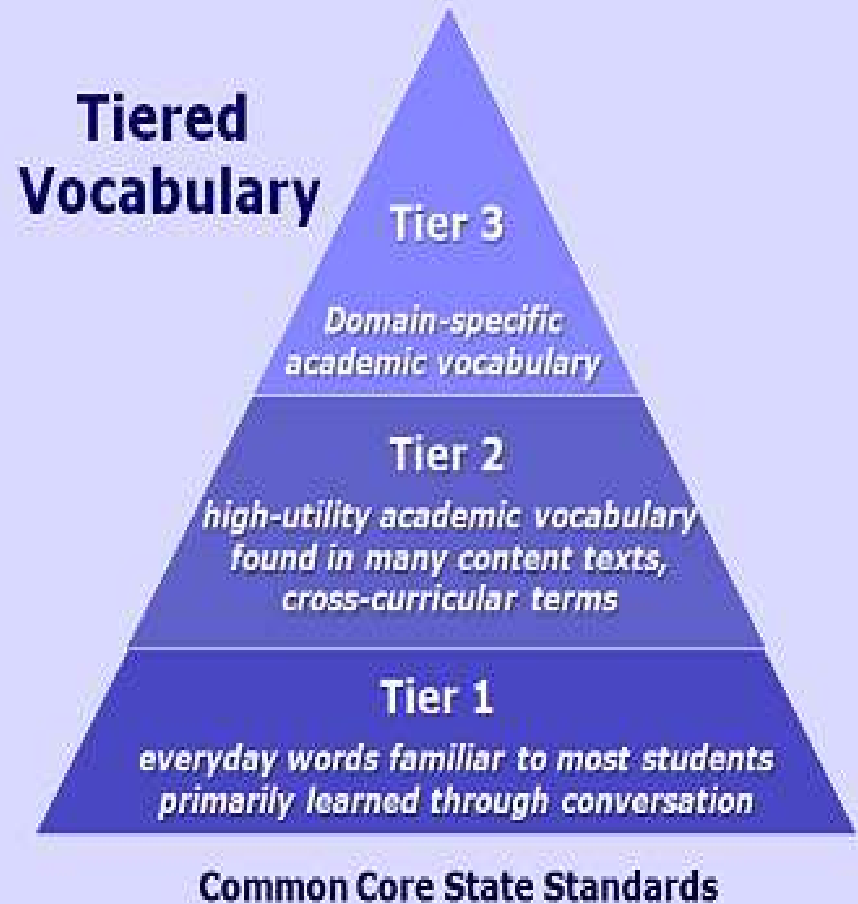 Tiered
Vocabulary
Tier 3
Domain-specific
academic vocabulary
Tier 2
high-utility academic vocabulary
found in many content texts,
cross-curricular terms
Tier 1
everyday words familiar to most students
primarily learned through conversation
Common Core State Standards